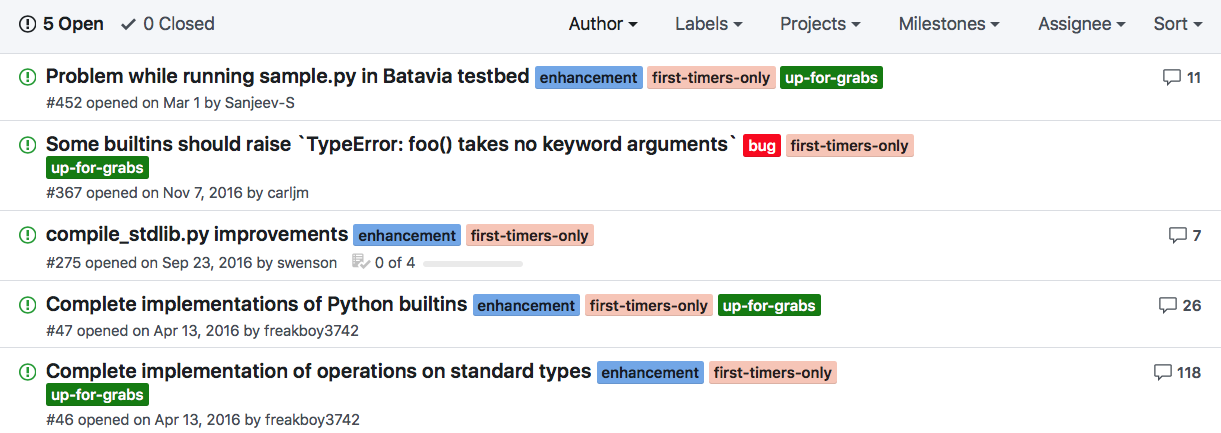 5 Open 0 Closed Author Labels Projects Milestones Assignee Sort
Problem while running sample.py in Batavia testbed enhancement first-timers-only up-for-grabs 11
#452 opened on Mar 1 by Sanjeev-S
Some builtins should raise `TypeError: foo() takes no keyword arguments` bug first-timers-only
up-for-grabs
#367 opened on Nov 7, 2016 by carljm
compile_stdlib.py improvements enhancement first-timers-only 7
#275 opened on Sep 23, 2016 by swenson 0 of 4
Complete implementations of Python builtins enhancement first-timers-only up-for-grabs 26
#47 opened on Apr 13, 2016 by freakboy3742
Complete implementation of operations on standard types enhancement first-timers-only 118
up-for-grabs
#46 opened on Apr 13, 2016 by freakboy3742